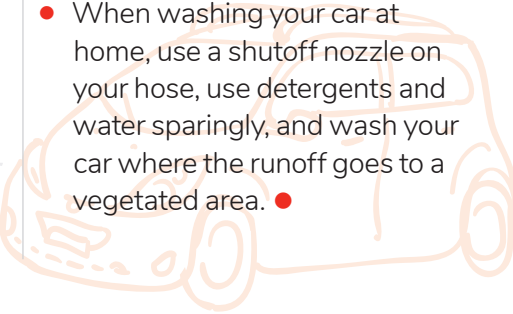 ● When washing your car at
home, use a shutoff nozzle on
your hose, use detergents and
water sparingly, and wash your
car where the runoff goes to a
vegetated area. ●